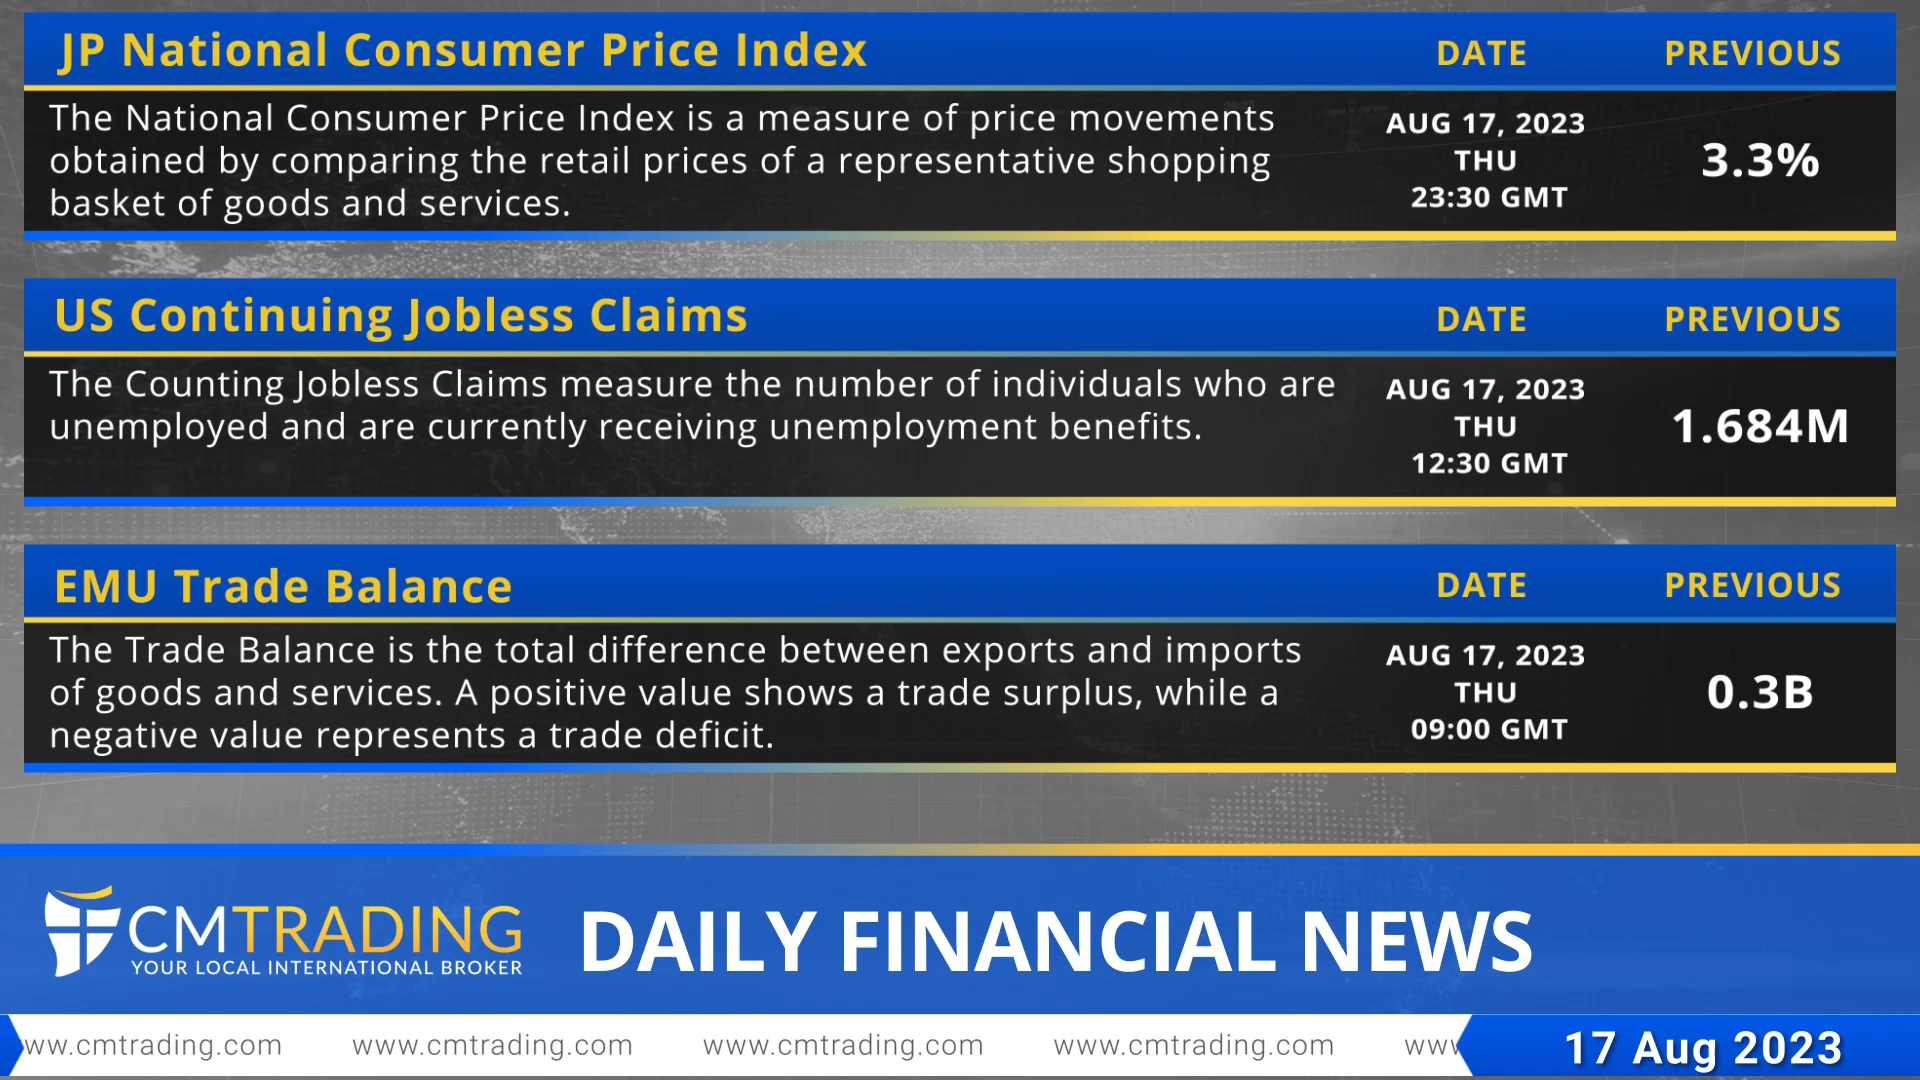 JP National Consumer Price Index
DATE
PREVIOUS
The National Consumer Price Index is a measure of price movements
obtained by comparing the retail prices of a representative shopping
basket of goods and services.
AUG 17, 2023
THU
23:30 GMT
3.3%
US Continuing Jobless Claims
DATE
PREVIOUS
The Counting Jobless Claims measure the number of individuals who are
unemployed and are currently receiving unemployment benefits.
AUG 17, 2023
THU
12:30 GMT
1.684M
EMU Trade Balance
DATE
PREVIOUS
The Trade Balance is the total difference between exports and imports
of goods and services. A positive value shows a trade surplus, while a
negative value represents a trade deficit.
AUG 17, 2023
THU
09:00 GMT
0.3B
CMTRADING
YOUR LOCAL INTERNATIONAL BROKER
DAILY FINANCIAL NEWS
ww.cmtrading.com www.cmtrading.com www.cmtrading.com www.cmtrading.com ww
17 Aug 2023